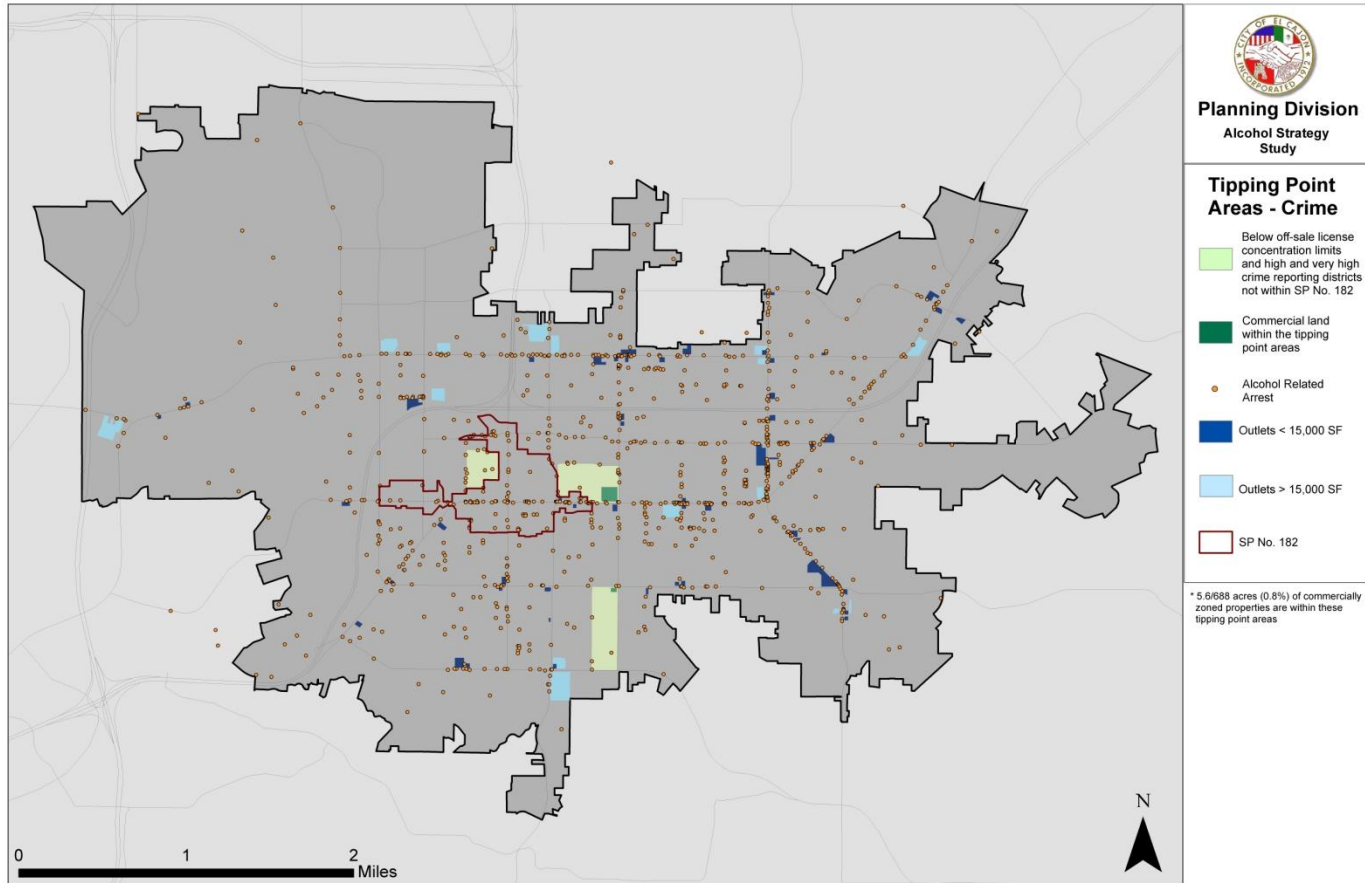 CITY OF EL CAJON
INCORPORATED 1912
Planning Division
Alcohol Strategy
Study
Tipping Point
Areas - Crime
Below off-sale license
concentration limits
and high and very high
crime reporting districts
not within SP No. 182
Commercial land
within the tipping
point areas
Alcohol Related
Arrest
Outlets < 15,000 SF
Outlets > 15,000 SF
SP No. 182
* 5.6/688 acres (0.8%) of commercially
zoned properties are within these
tipping point areas
N
0 1 2
Miles